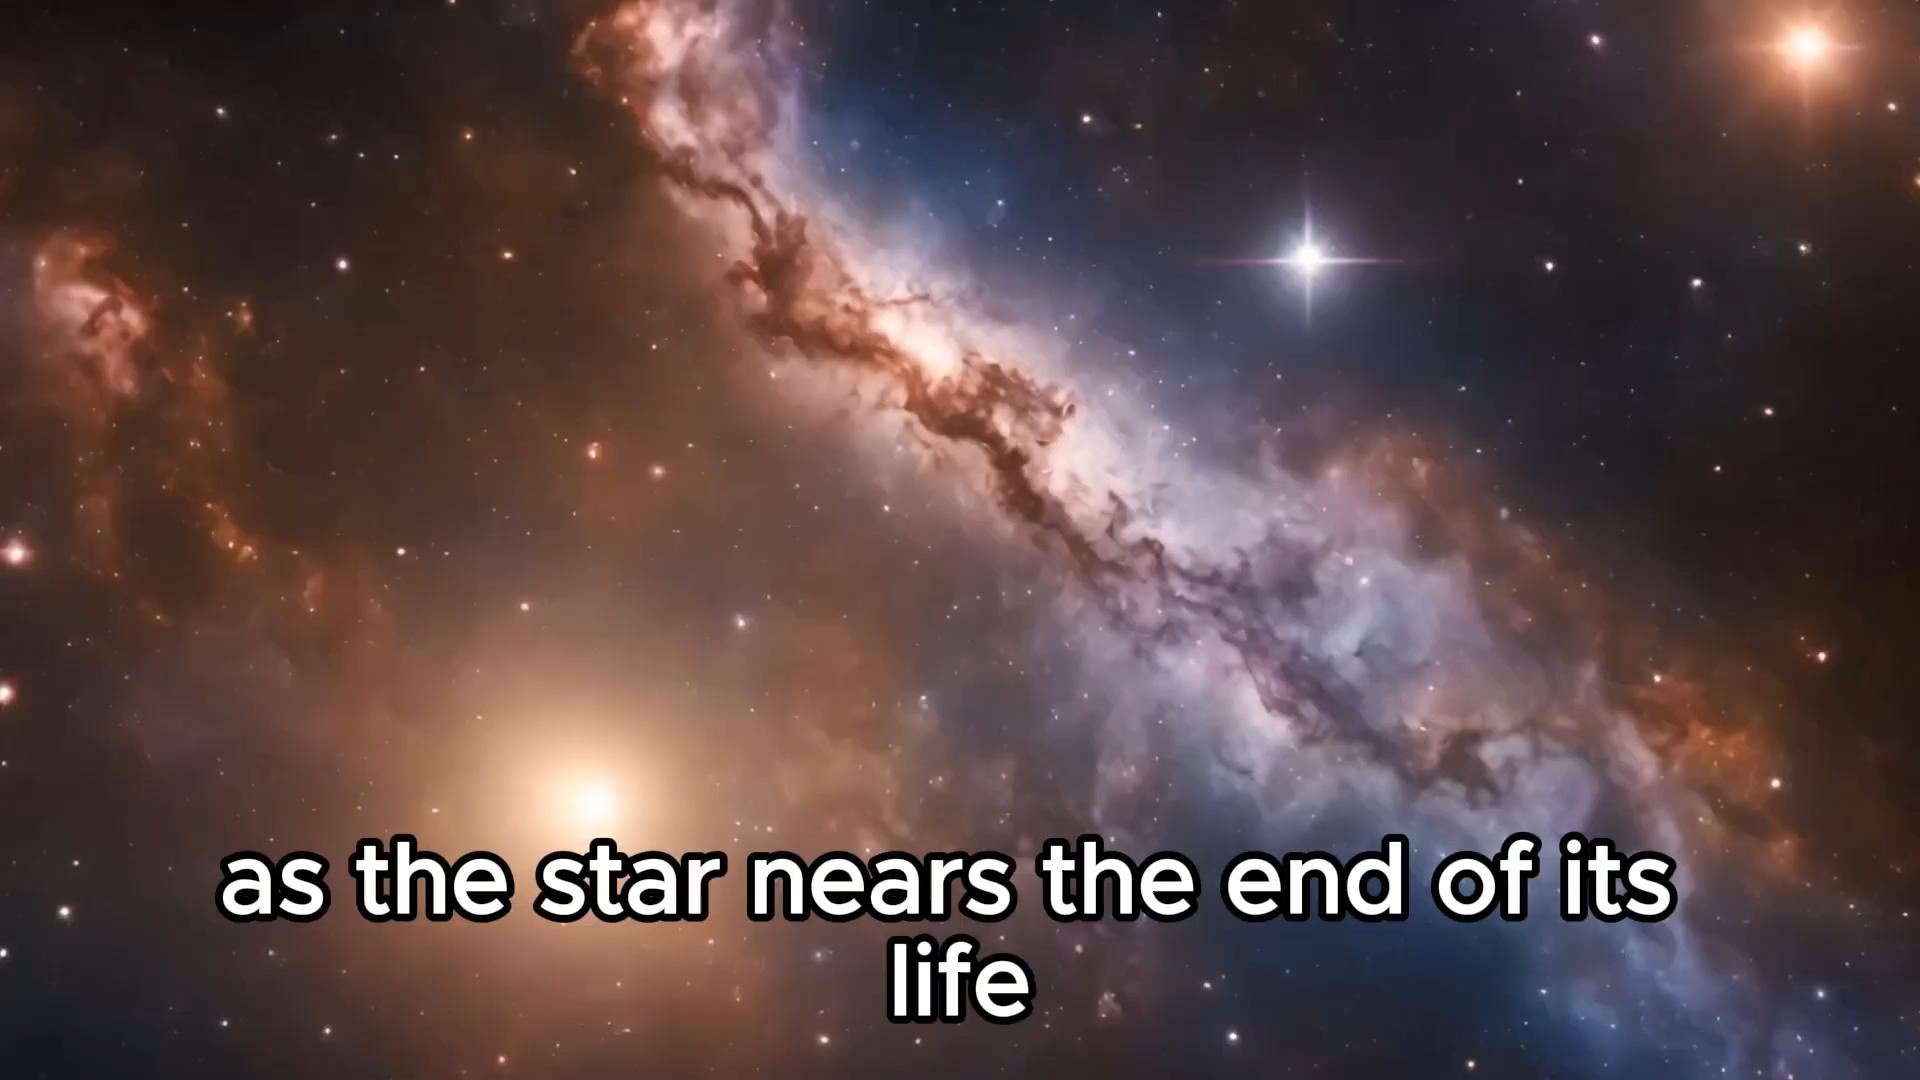 as the star nears the end of its
life